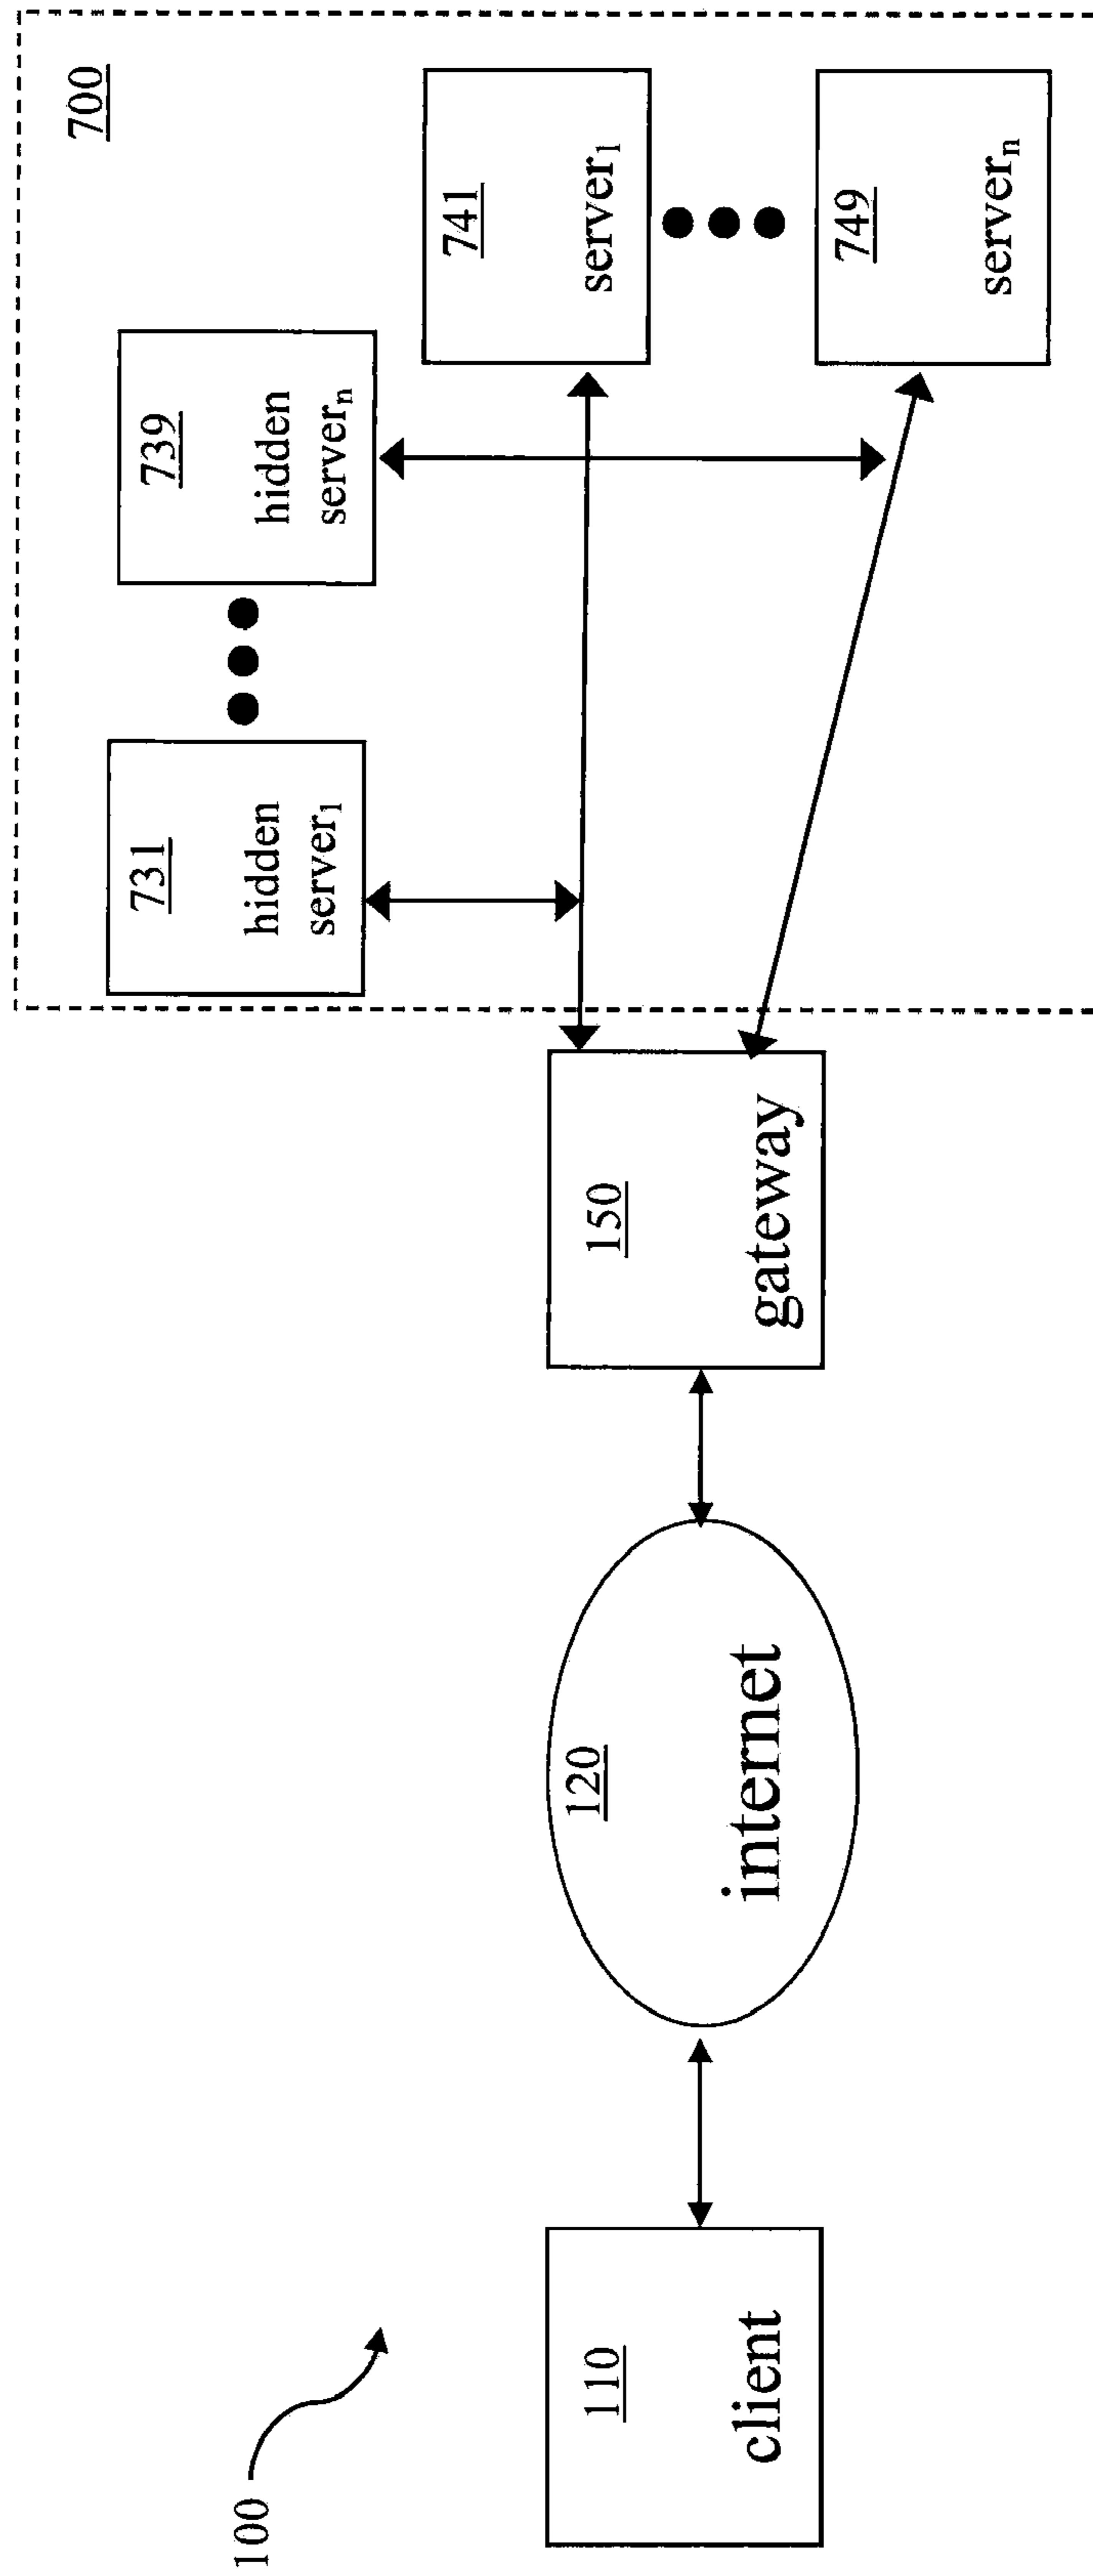 100
110
client
120
internet
150
gateway
700
731
hidden
server₁
739
hidden
serverₙ
741
server₁
749
serverₙ